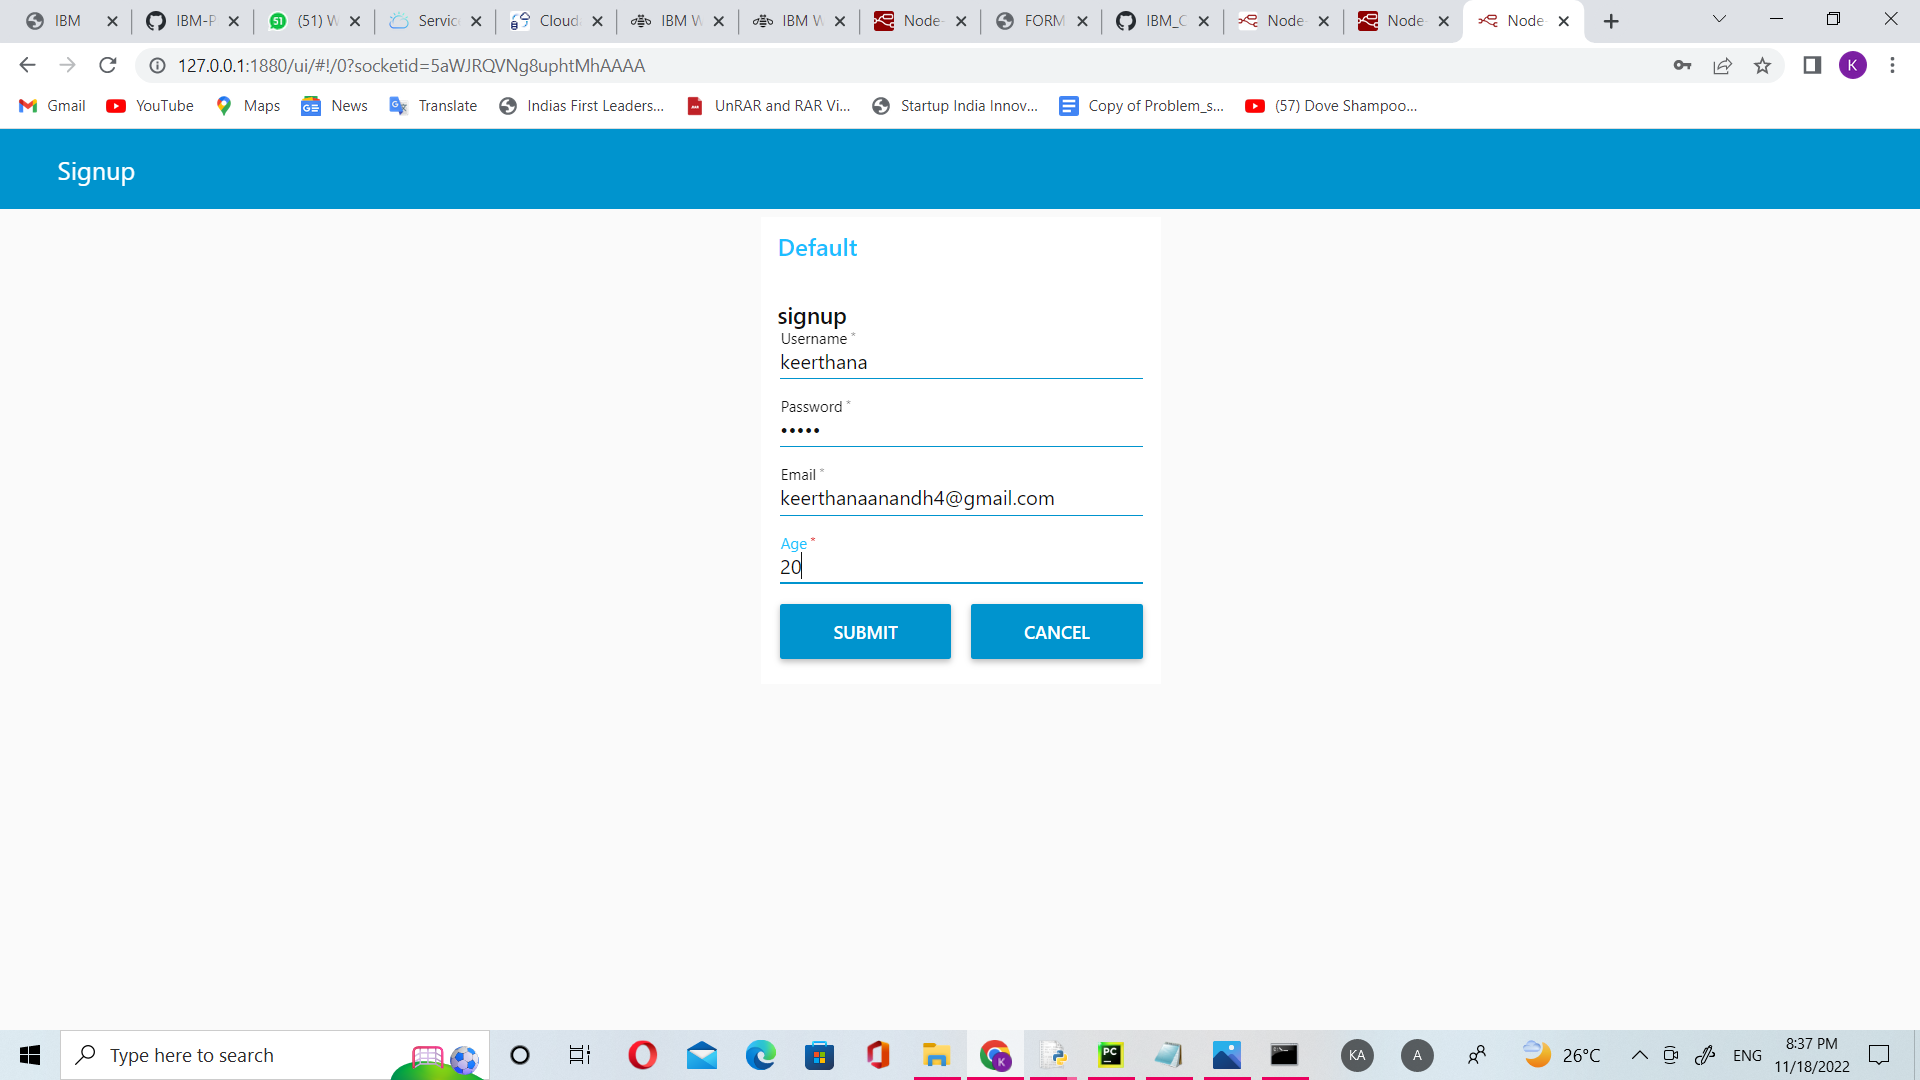 IBM IBM-P (51) W Servic Cloud IBM W IBM W Node- FORM IBM_C Node- Node- Node-
127.0.0.1:1880/ui/#!/0?socketid=5aWJRQVNg8uphtMhAAAA K
Gmail YouTube Maps News Translate Indias First Leaders... UnRAR and RAR Vi... Startup India Innov... Copy of Problem_s... (57) Dove Shampoo...
Signup
Default
signup
Username *
keerthana
Password *
•••••
Email *
keerthanaanandh4@gmail.com
Age *
20
SUBMIT CANCEL
Type here to search KA A 26°C ENG 8:37 PM
11/18/2022